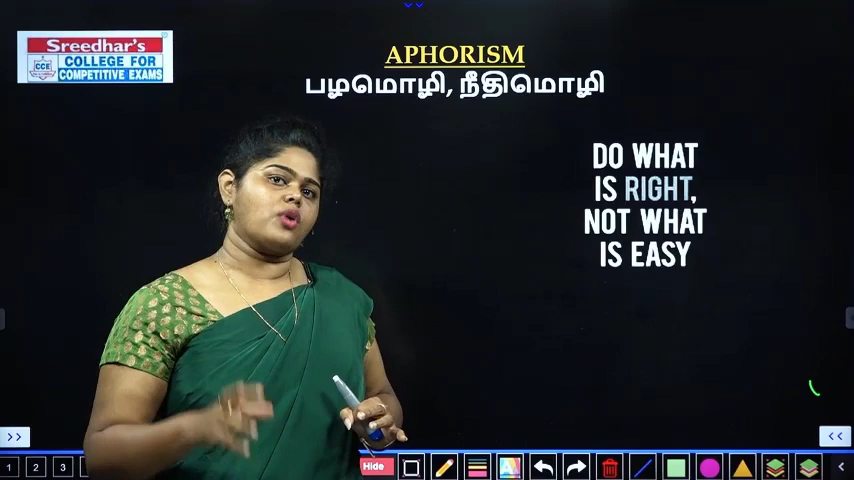 Sreedhar's
CCE
COLLEGE FOR
COMPETITIVE EXAMS
APHORISM
பழமொழி, நீதிமொழி
DO WHAT
IS RIGHT,
NOT WHAT
IS EASY
>>
<<
1 2 3
Hide
A
<